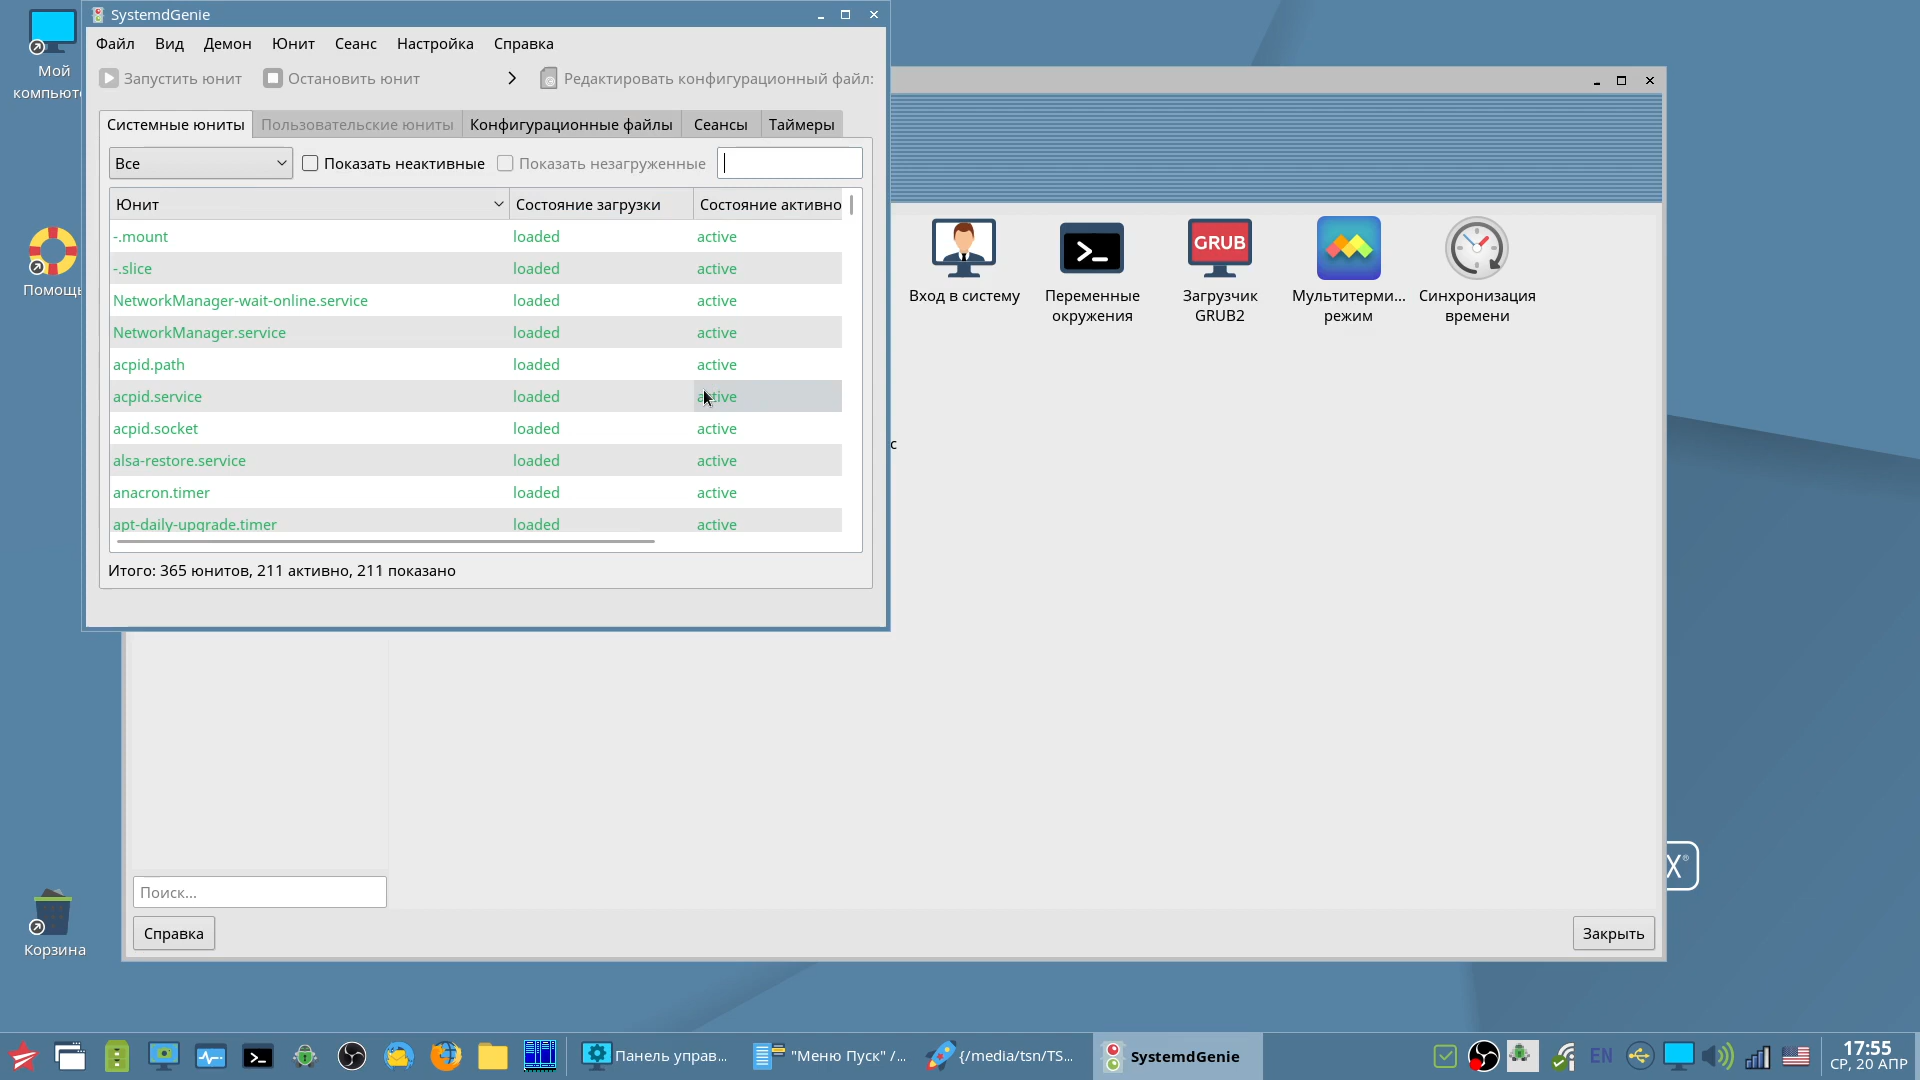 SystemdGenie
Файл Вид Демон Юнит Сеанс Настройка Справка
Запустить юнит Остановить юнит Редактировать конфигурационный файл:
Системные юниты Пользовательские юниты Конфигурационные файлы Сеансы Таймеры
Все Показать неактивные Показать незагруженные
Юнит Состояние загрузки Состояние активно
-.mount loaded active
-.slice loaded active
NetworkManager-wait-online.service loaded active
NetworkManager.service loaded active
acpid.path loaded active
acpid.service loaded active
acpid.socket loaded active
alsa-restore.service loaded active
anacron.timer loaded active
apt-daily-upgrade.timer loaded active
Итого: 365 юнитов, 211 активно, 211 показано
Мой
компьюте
Помощь
Корзина
Вход в систему
Переменные
окружения
GRUB
Загрузчик
GRUB2
Мультитерми...
режим
Синхронизация
времени
с
Поиск...
Справка Закрыть
X®
Панель управ... "Меню Пуск" /... {/media/tsn/TS... SystemdGenie
EN
17:55
СР, 20 АПР